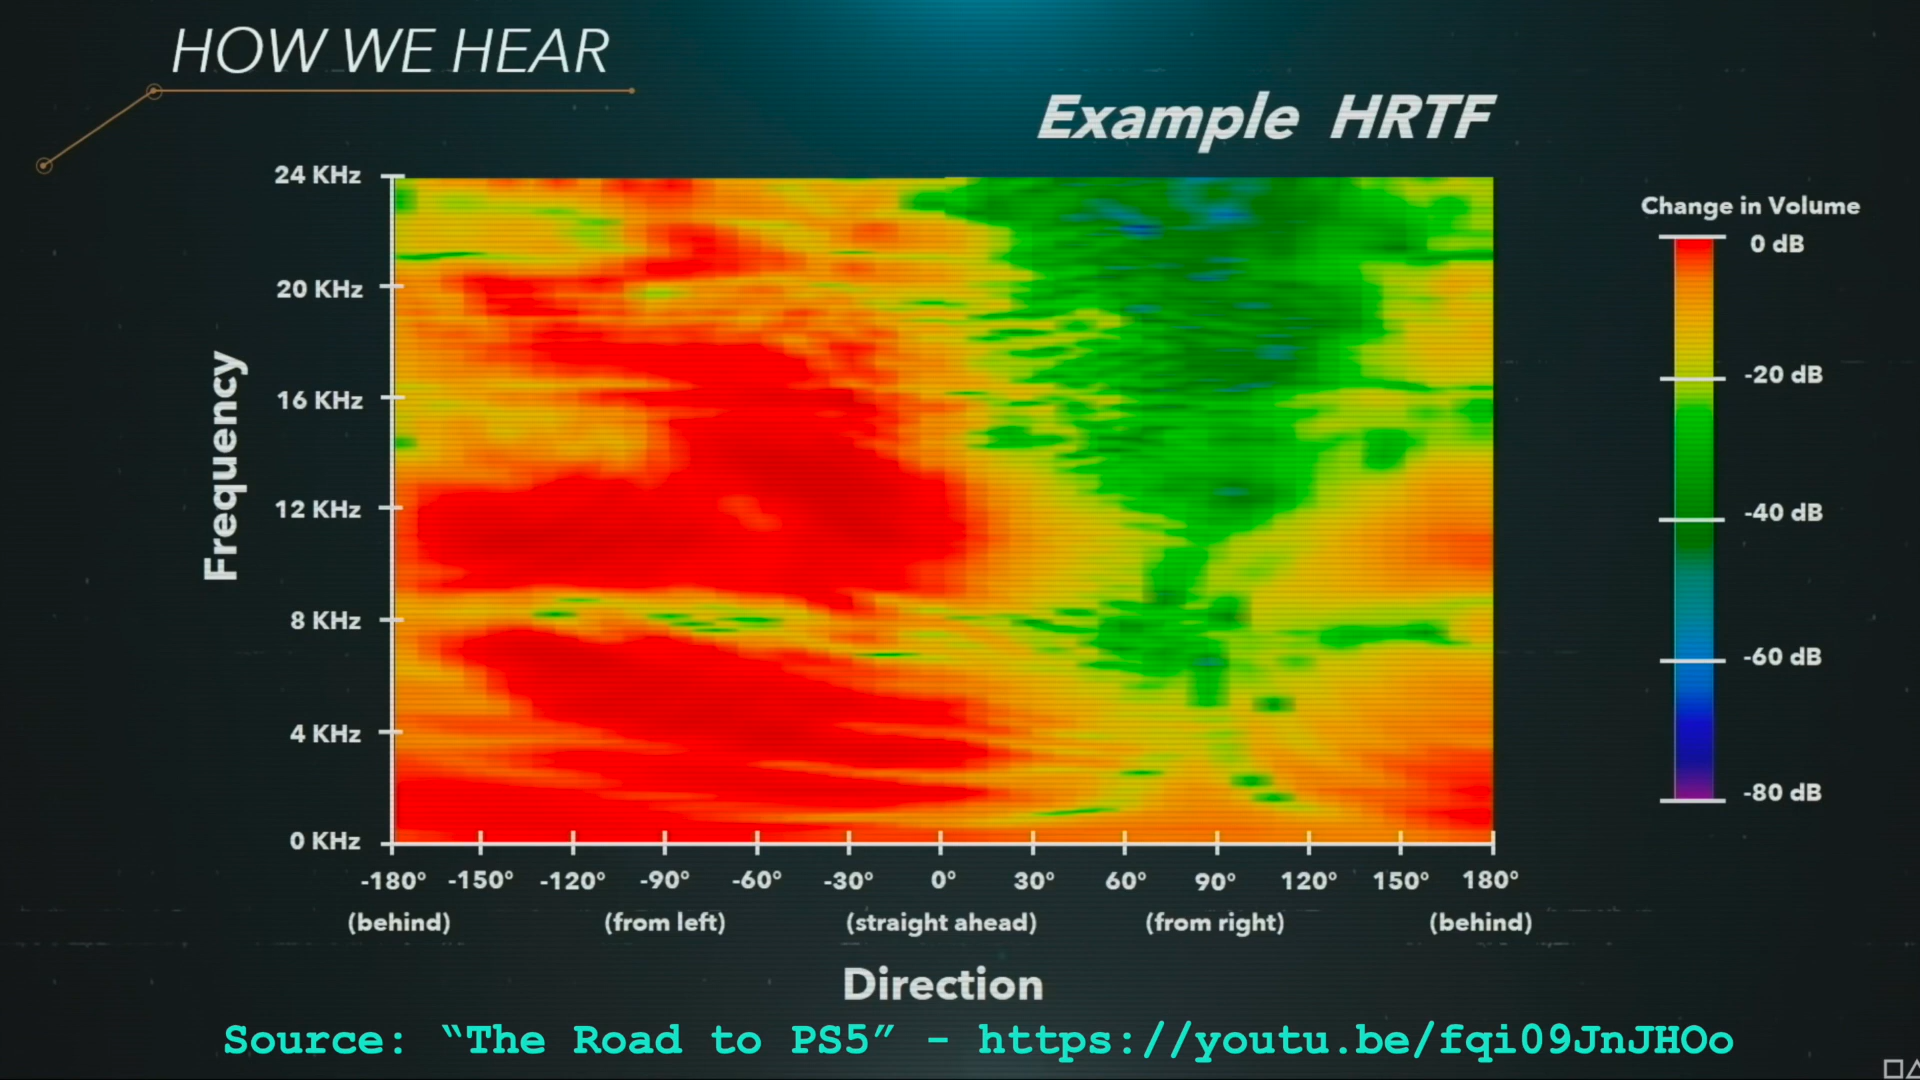 HOW WE HEAR
Example HRTF
24 KHz
20 KHz
16 KHz
12 KHz
8 KHz
4 KHz
0 KHz
Frequency
-180° -150° -120° -90° -60° -30° 0° 30° 60° 90° 120° 150° 180°
(behind) (from left) (straight ahead) (from right) (behind)
Direction
Change in Volume
0 dB
-20 dB
-40 dB
-60 dB
-80 dB
Source: “The Road to PS5” - https://youtu.be/fqi09JnJHOo